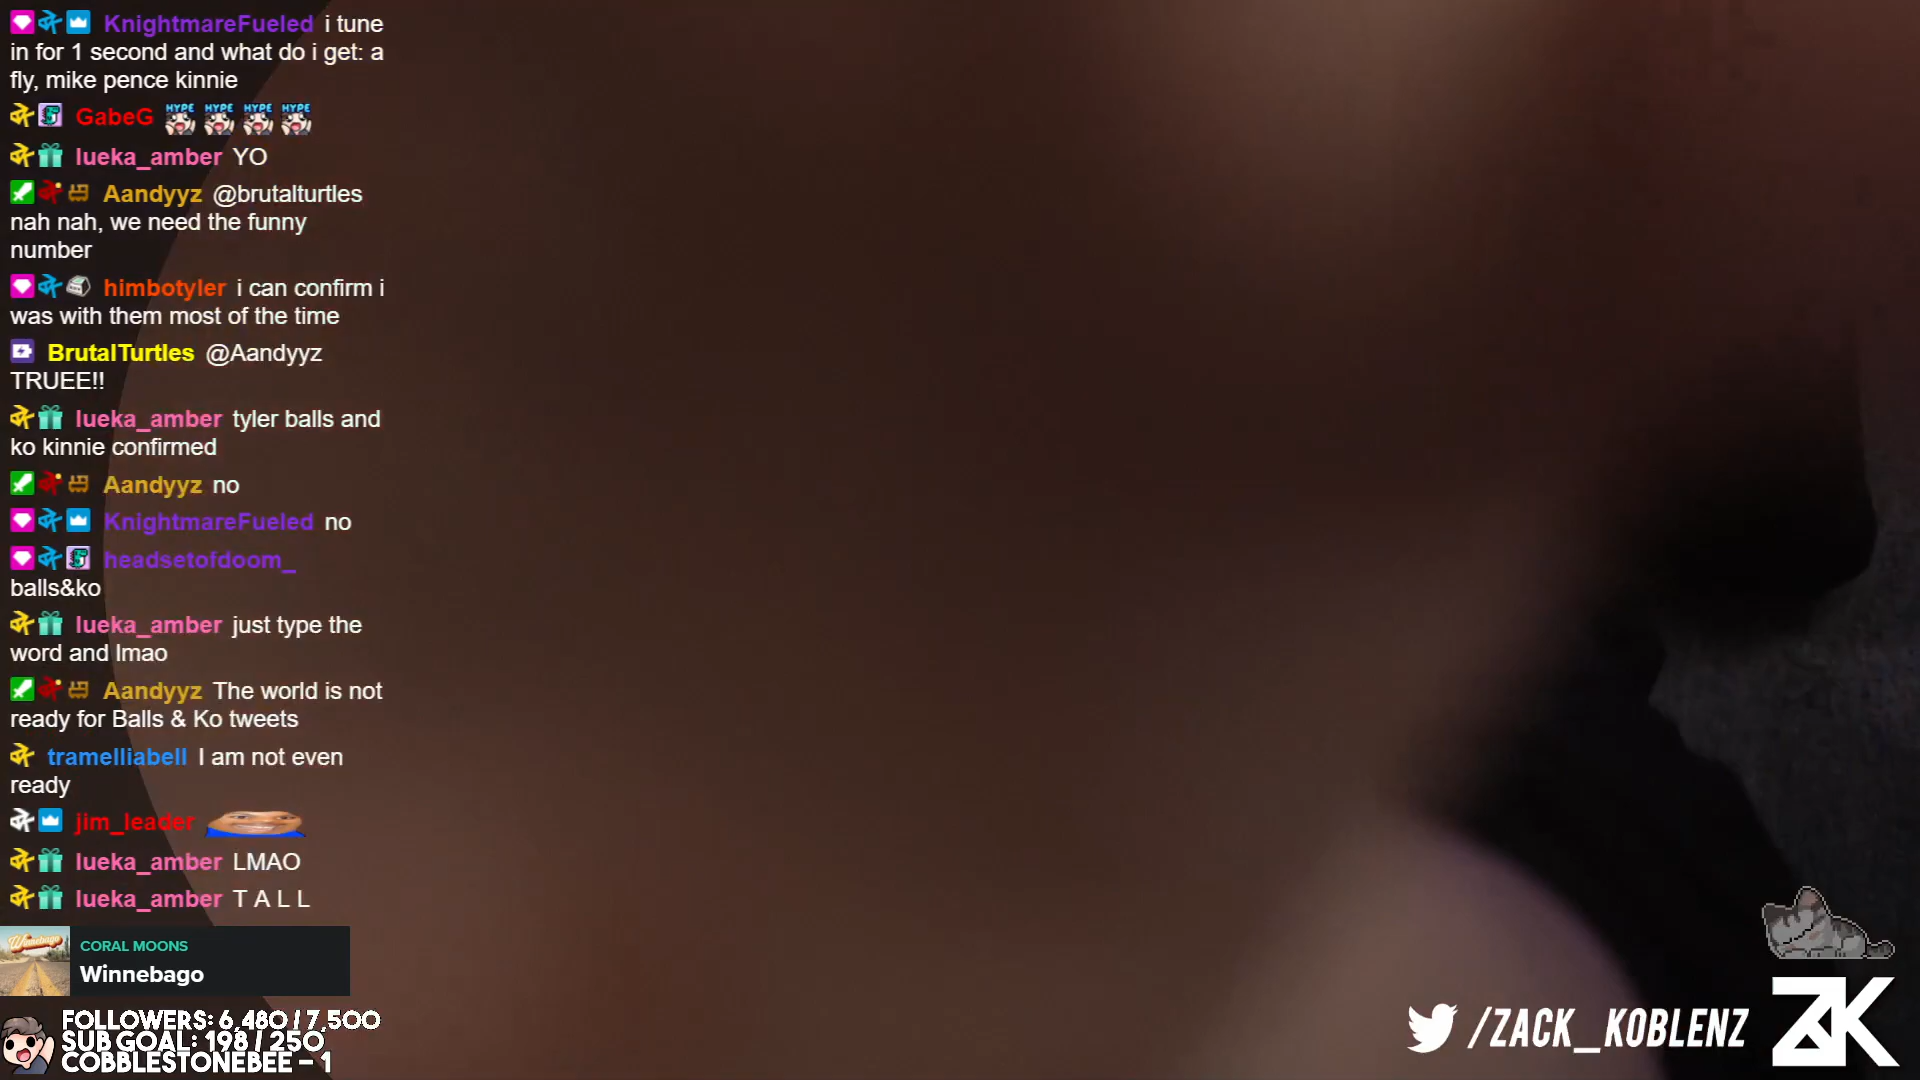 KnightmareFueled i tune
in for 1 second and what do i get: a
fly, mike pence kinnie
GabeG HYPE HYPE HYPE HYPE
lueka_amber YO
Aandyyz @brutalturtles
nah nah, we need the funny
number
himbotyler i can confirm i
was with them most of the time
BrutalTurtles @Aandyyz
TRUEE!!
lueka_amber tyler balls and
ko kinnie confirmed
Aandyyz no
KnightmareFueled no
headsetofdoom_
balls&ko
lueka_amber just type the
word and lmao
Aandyyz The world is not
ready for Balls & Ko tweets
tramelliabell I am not even
ready
jim_leader
lueka_amber LMAO
lueka_amber T A L L
Winnebago
CORAL MOONS
Winnebago
FOLLOWERS: 6,480 / 7,500
SUB GOAL: 198 / 250
COBBLESTONEBEE - 1
/ZACK_KOBLENZ
ZK